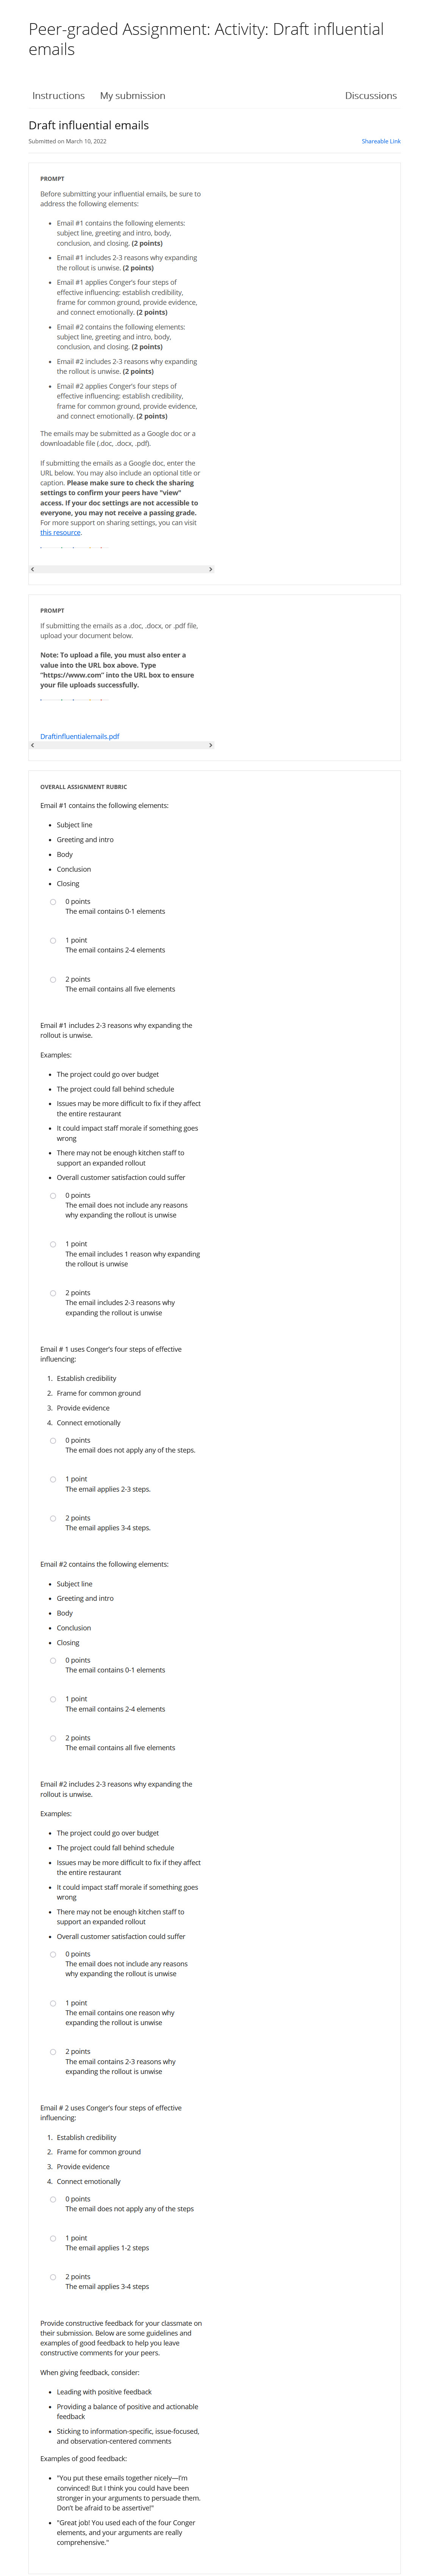 Peer-graded Assignment: Activity: Draft influential
emails
Instructions
My submission
Discussions
Draft influential emails
Submitted on March 10, 2022
Shareable Link
PROMPT
Before submitting your influential emails, be sure to
address the following elements:
• Email #1 contains the following elements:
subject line, greeting and intro, body,
conclusion, and closing. (2 points)
• Email #1 includes 2-3 reasons why expanding
the rollout is unwise. (2 points)
• Email #1 applies Conger's four steps of
effective influencing: establish credibility,
frame for common ground, provide evidence,
and connect emotionally. (2 points)
• Email #2 contains the following elements:
subject line, greeting and intro, body,
conclusion, and closing. (2 points)
• Email #2 includes 2-3 reasons why expanding
the rollout is unwise. (2 points)
• Email #2 applies Conger's four steps of
effective influencing: establish credibility,
frame for common ground, provide evidence,
and connect emotionally. (2 points)
The emails may be submitted as a Google doc or a
downloadable file (.doc, .docx, .pdf).
If submitting the emails as a Google doc, enter the
URL below. You may also include an optional title or
caption. Please make sure to check the sharing
settings to confirm your peers have "view"
access. If your doc settings are not accessible to
everyone, you may not receive a passing grade.
For more support on sharing settings, you can visit
this resource.
PROMPT
If submitting the emails as a .doc, .docx, or .pdf file,
upload your document below.
Note: To upload a file, you must also enter a
value into the URL box above. Type
"https://www.com" into the URL box to ensure
your file uploads successfully.
Draftinfluentialemails.pdf
OVERALL ASSIGNMENT RUBRIC
Email #1 contains the following elements:
• Subject line
• Greeting and intro
• Body
• Conclusion
• Closing
0 points
The email contains 0-1 elements
1 point
The email contains 2-4 elements
2 points
The email contains all five elements
Email #1 includes 2-3 reasons why expanding the
rollout is unwise.
Examples:
• The project could go over budget
• The project could fall behind schedule
• Issues may be more difficult to fix if they affect
the entire restaurant
• It could impact staff morale if something goes
wrong
• There may not be enough kitchen staff to
support an expanded rollout
• Overall customer satisfaction could suffer
0 points
The email does not include any reasons
why expanding the rollout is unwise
1 point
The email includes 1 reason why expanding
the rollout is unwise
2 points
The email includes 2-3 reasons why
expanding the rollout is unwise
Email # 1 uses Conger's four steps of effective
influencing:
1. Establish credibility
2. Frame for common ground
3. Provide evidence
4. Connect emotionally
0 points
The email does not apply any of the steps.
1 point
The email applies 2-3 steps.
2 points
The email applies 3-4 steps.
Email #2 contains the following elements:
• Subject line
• Greeting and intro
• Body
• Conclusion
• Closing
0 points
The email contains 0-1 elements
1 point
The email contains 2-4 elements
2 points
The email contains all five elements
Email #2 includes 2-3 reasons why expanding the
rollout is unwise.
Examples:
• The project could go over budget
• The project could fall behind schedule
• Issues may be more difficult to fix if they affect
the entire restaurant
• It could impact staff morale if something goes
wrong
• There may not be enough kitchen staff to
support an expanded rollout
• Overall customer satisfaction could suffer
0 points
The email does not include any reasons
why expanding the rollout is unwise
1 point
The email contains one reason why
expanding the rollout is unwise
2 points
The email contains 2-3 reasons why
expanding the rollout is unwise
Email # 2 uses Conger's four steps of effective
influencing:
1. Establish credibility
2. Frame for common ground
3. Provide evidence
4. Connect emotionally
0 points
The email does not apply any of the steps
1 point
The email applies 1-2 steps
2 points
The email applies 3-4 steps
Provide constructive feedback for your classmate on
their submission. Below are some guidelines and
examples of good feedback to help you leave
constructive comments for your peers.
When giving feedback, consider:
• Leading with positive feedback
• Providing a balance of positive and actionable
feedback
• Sticking to information-specific, issue-focused,
and observation-centered comments
Examples of good feedback:
• "You put these emails together nicely—I'm
convinced! But I think you could have been
stronger in your arguments to persuade them.
Don't be afraid to be assertive!"
• "Great job! You used each of the four Conger
elements, and your arguments are really
comprehensive."